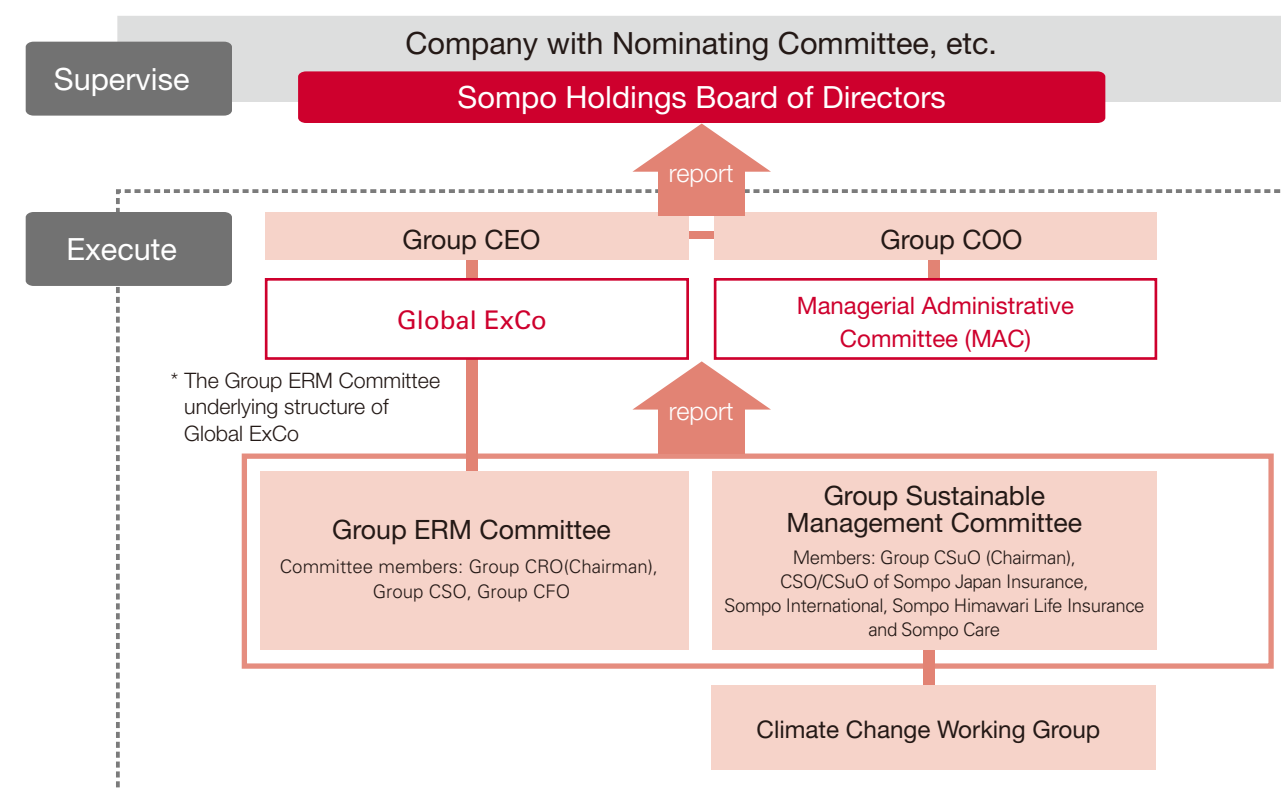 Company with Nominating Committee, etc.
Supervise
Sompo Holdings Board of Directors
report
Execute
Group CEO
Group COO
Global ExCo
Managerial Administrative
Committee (MAC)
* The Group ERM Committee
underlying structure of
Global ExCo
report
Group ERM Committee
Committee members: Group CRO(Chairman),
Group CSO, Group CFO
Group Sustainable
Management Committee
Members: Group CSuO (Chairman),
CSO/CSuO of Sompo Japan Insurance,
Sompo International, Sompo Himawari Life Insurance
and Sompo Care
Climate Change Working Group